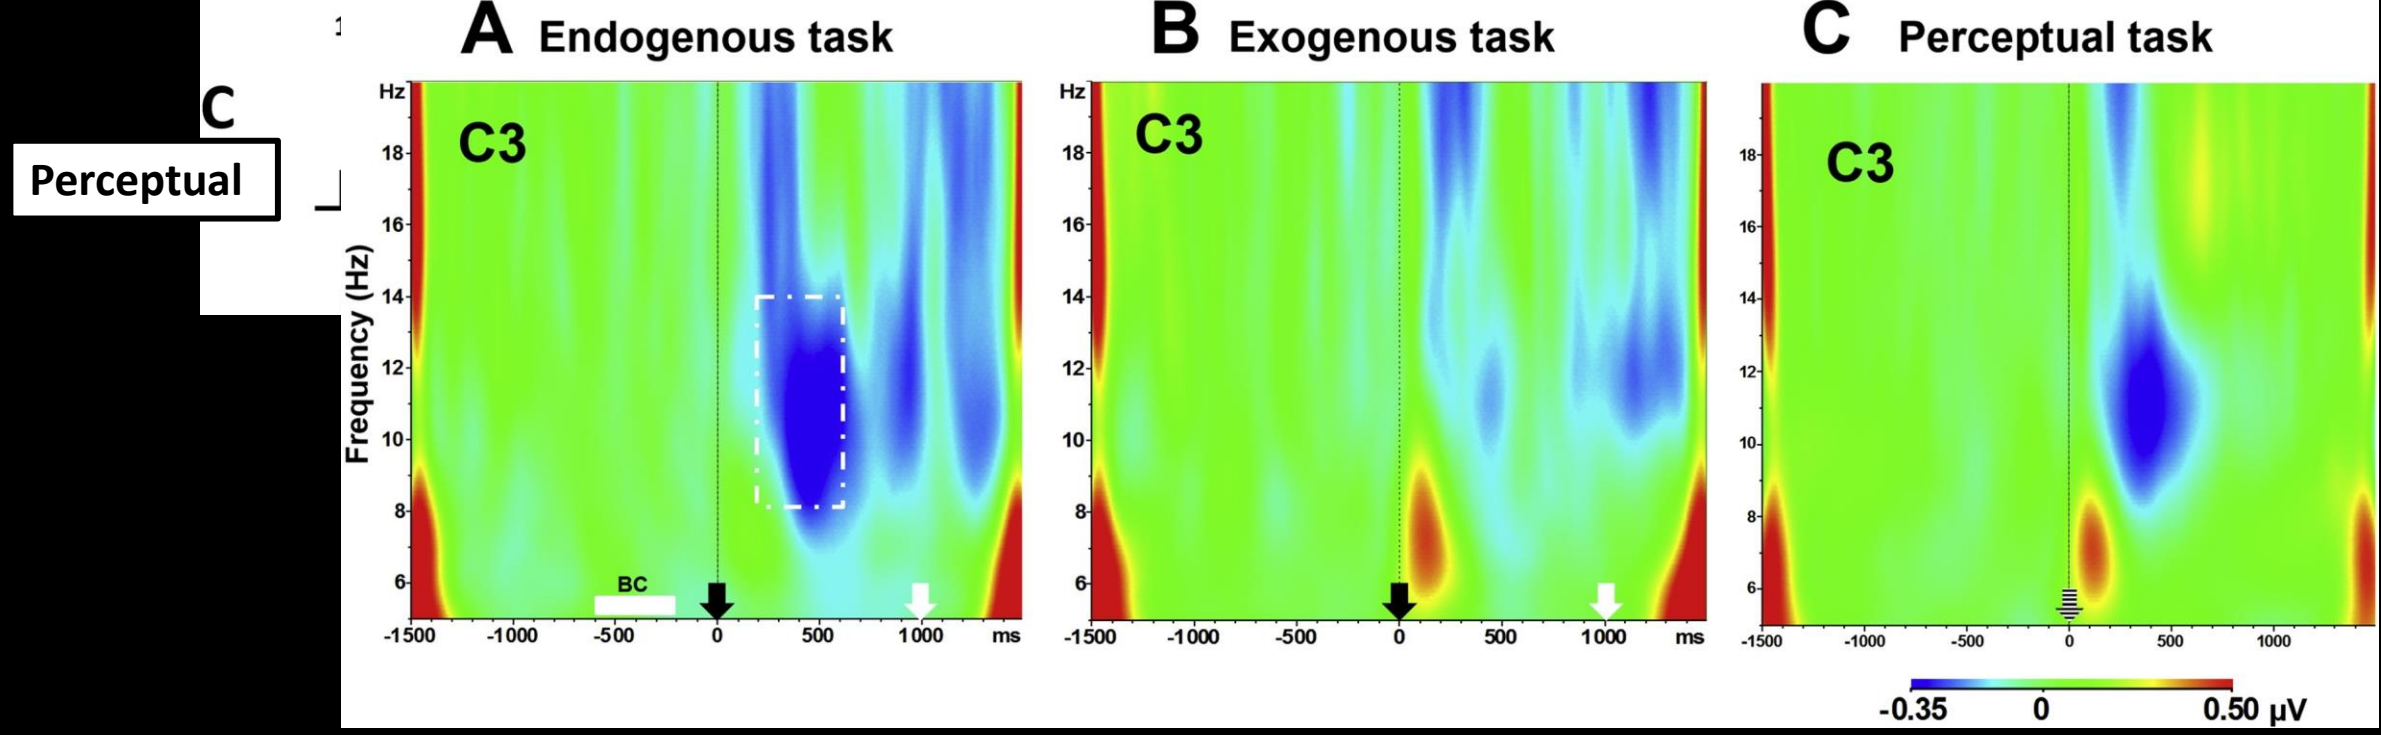 C
Perceptual
A Endogenous task
Hz
C3
18
16
14
12
10
8
6
Frequency (Hz)
BC
-1500 -1000 -500 0 500 1000 ms
B Exogenous task
Hz
C3
18
16
14
12
10
8
6
-1500 -1000 -500 0 500 1000 ms
C Perceptual task
C3
18
16
14
12
10
8
6
-1500 -1000 -500 0 500 1000
-0.35 0 0.50 µV